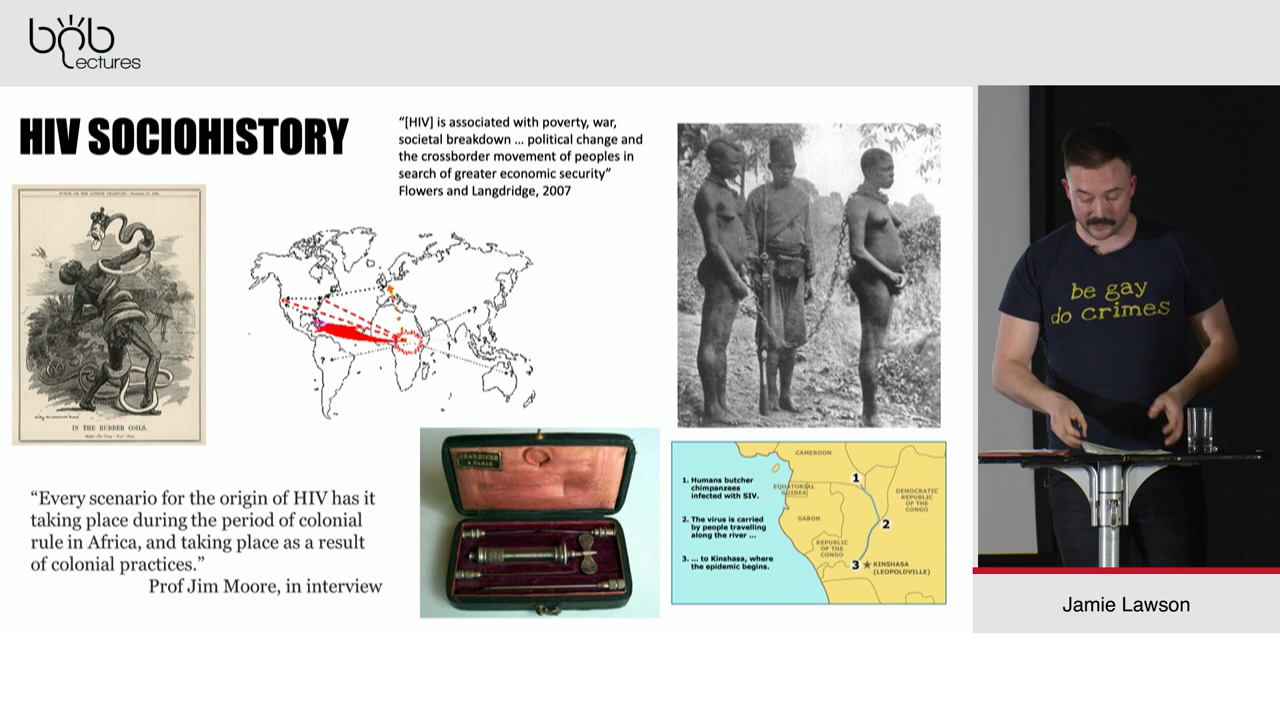 bob
Lectures
HIV SOCIOHISTORY
“[HIV] is associated with poverty, war,
societal breakdown ... political change and
the crossborder movement of peoples in
search of greater economic security”
Flowers and Langdridge, 2007
IN THE RUBBER COILS.
?
?
“Every scenario for the origin of HIV has it
taking place during the period of colonial
rule in Africa, and taking place as a result
of colonial practices.”
Prof Jim Moore, in interview
CHARRIERE
A PARIS
1. Humans butcher
chimpanzees
infected with SIV.
2. The virus is carried
by people travelling
along the river ...
3. ... to Kinshasa, where
the epidemic begins.
CAMEROON
EQUATORIAL
GUINEA
GABON
REPUBLIC
OF THE
CONGO
DEMOCRATIC
REPUBLIC
OF THE
CONGO
1
2
3
KINSHASA
(LEOPOLDVILLE)
be gay
do crimes
Jamie Lawson